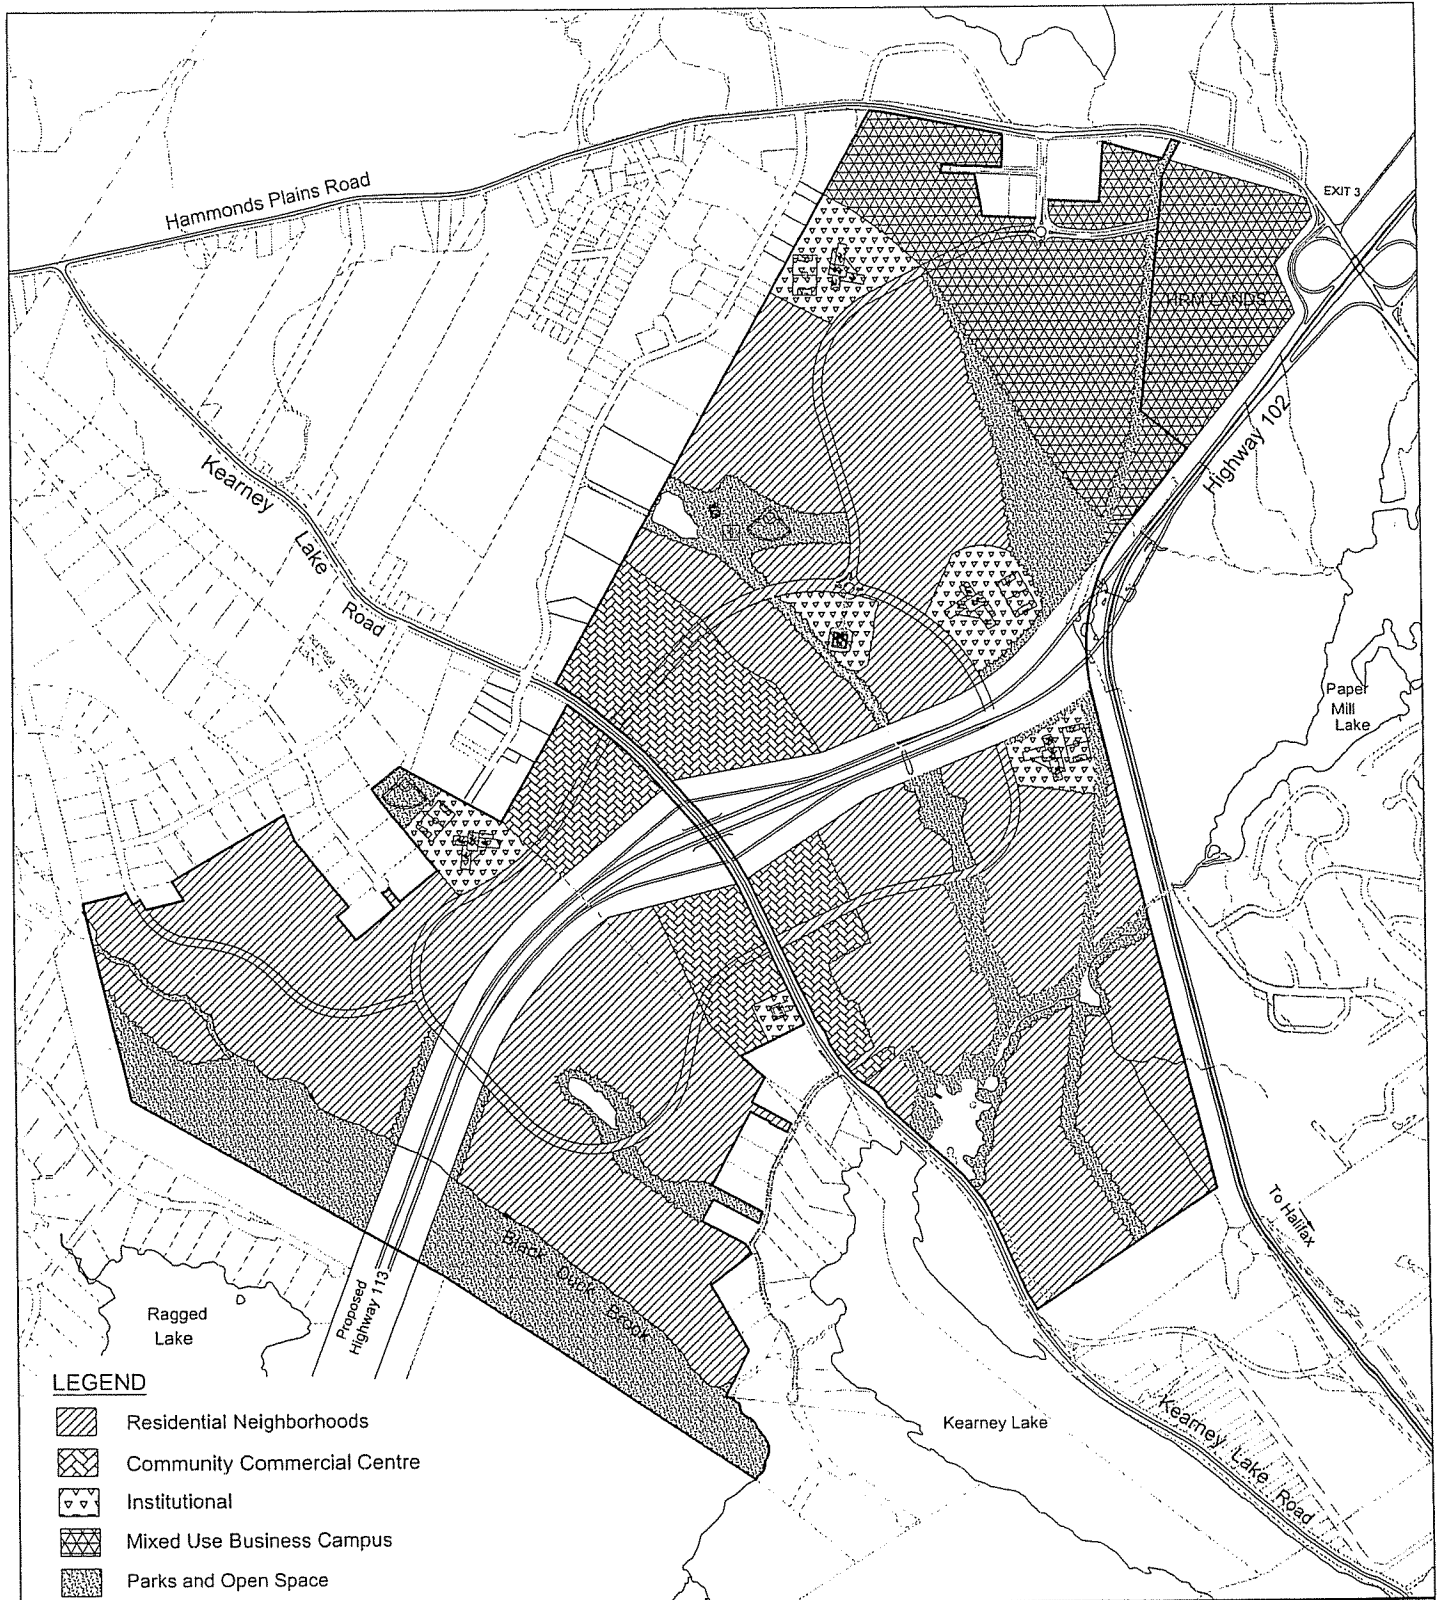 Hammonds Plains Road
EXIT 3
HRM LANDS
Highway 102
Kearney
Lake
Road
Paper
Mill
Lake
To Halifax
Black Duck Brook
Proposed
Highway 113
Ragged
Lake
Kearney Lake
Kearney Lake Road
LEGEND
Residential Neighborhoods
Community Commercial Centre
Institutional
Mixed Use Business Campus
Parks and Open Space